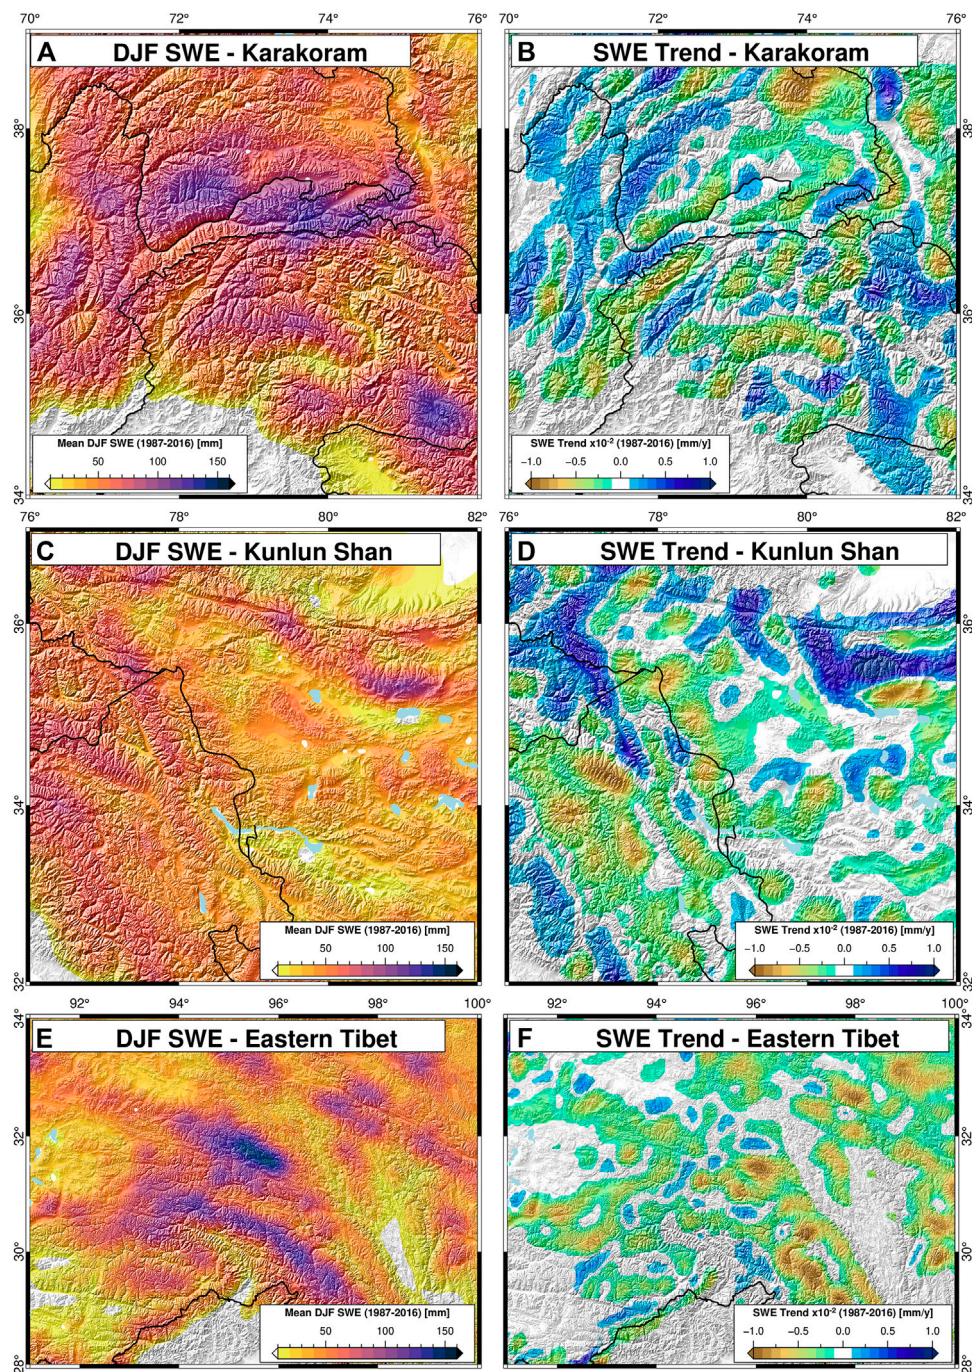 70° 72° 74° 76° 70° 72° 74° 76°
A DJF SWE - Karakoram
B SWE Trend - Karakoram
38° 38°
36° 36°
34° 34°
Mean DJF SWE (1987-2016) [mm]
50 100 150
SWE Trend x10-2 (1987-2016) [mm/y]
−1.0 −0.5 0.0 0.5 1.0
76° 78° 80° 82° 76° 78° 80° 82°
C DJF SWE - Kunlun Shan
D SWE Trend - Kunlun Shan
36° 36°
34° 34°
32° 32°
Mean DJF SWE (1987-2016) [mm]
50 100 150
SWE Trend x10-2 (1987-2016) [mm/y]
−1.0 −0.5 0.0 0.5 1.0
92° 94° 96° 98° 100° 92° 94° 96° 98° 100°
E DJF SWE - Eastern Tibet
F SWE Trend - Eastern Tibet
34° 34°
32° 32°
30° 30°
28° 28°
Mean DJF SWE (1987-2016) [mm]
50 100 150
SWE Trend x10-2 (1987-2016) [mm/y]
−1.0 −0.5 0.0 0.5 1.0